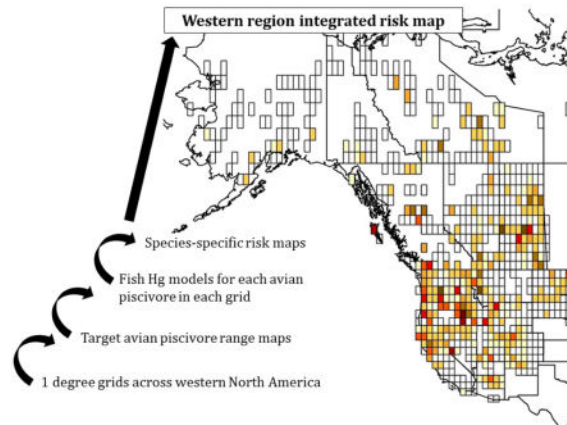 Western region integrated risk map
Species-specific risk maps
Fish Hg models for each avian
piscivore in each grid
Target avian piscivore range maps
1 degree grids across western North America